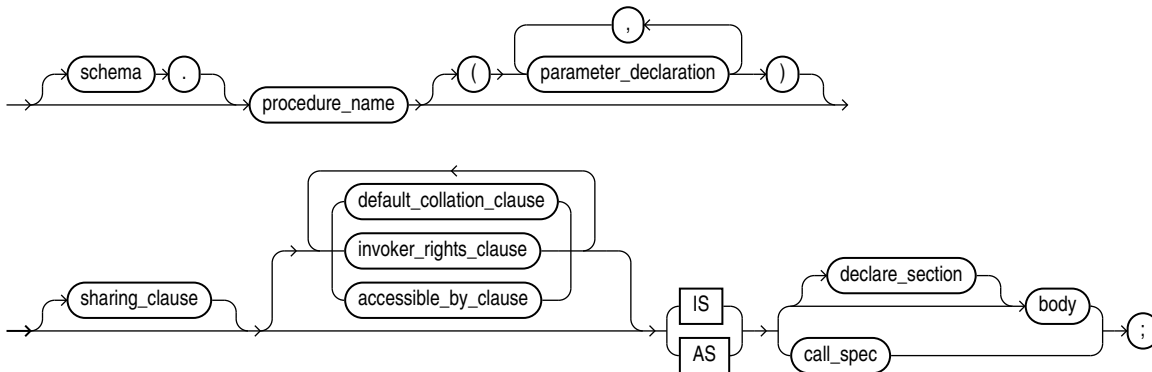 ,
schema . ( parameter_declaration )
procedure_name
default_collation_clause
invoker_rights_clause
sharing_clause accessible_by_clause IS declare_section
body
AS call_spec ;